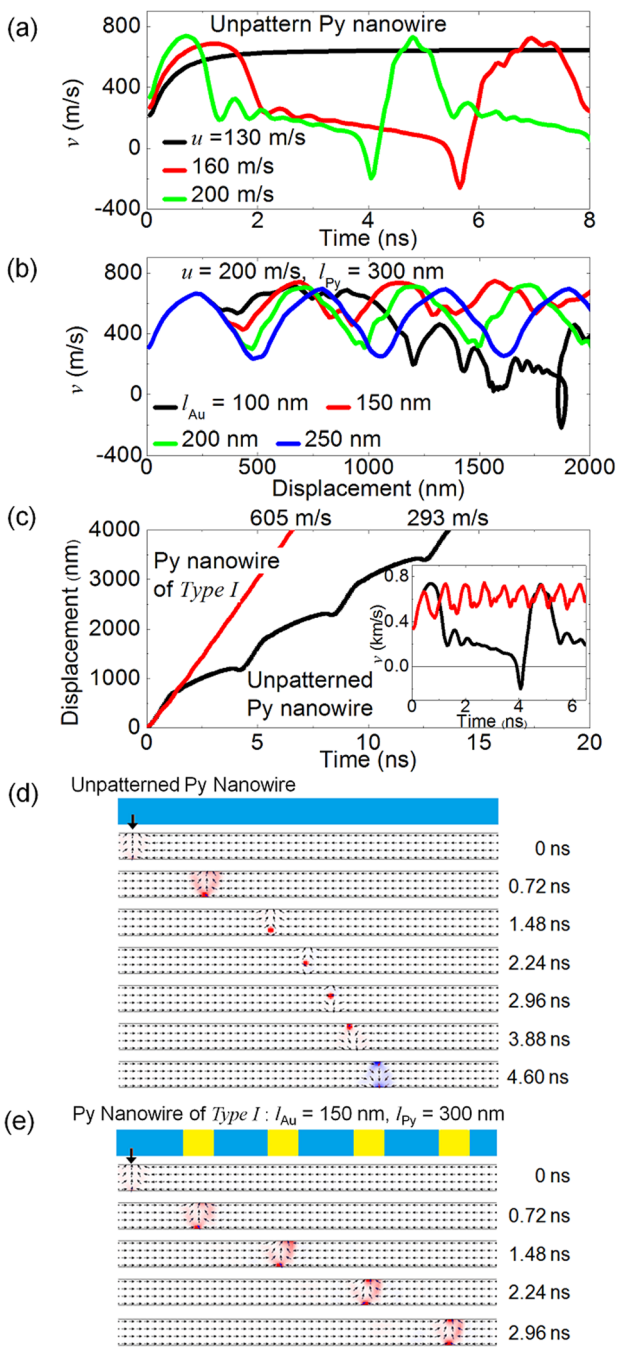 (a)
Unpattern Py nanowire
800
400
0
-400
v (m/s)
u =130 m/s
160 m/s
200 m/s
0 2 4 6 8
Time (ns)
(b)
u = 200 m/s, lPy = 300 nm
800
400
0
-400
v (m/s)
lAu = 100 nm 150 nm
200 nm 250 nm
0 500 1000 1500 2000
Displacement (nm)
(c)
605 m/s 293 m/s
4000
3000
2000
1000
0
Displacement (nm)
Py nanowire
of Type I
Unpatterned
Py nanowire
0.8
0.4
0.0
v (km/s)
0 2 4 6
Time (ns)
0 5 10 15 20
Time (ns)
(d)
Unpatterned Py Nanowire
0 ns
0.72 ns
1.48 ns
2.24 ns
2.96 ns
3.88 ns
4.60 ns
(e)
Py Nanowire of Type I : lAu = 150 nm, lPy = 300 nm
0 ns
0.72 ns
1.48 ns
2.24 ns
2.96 ns